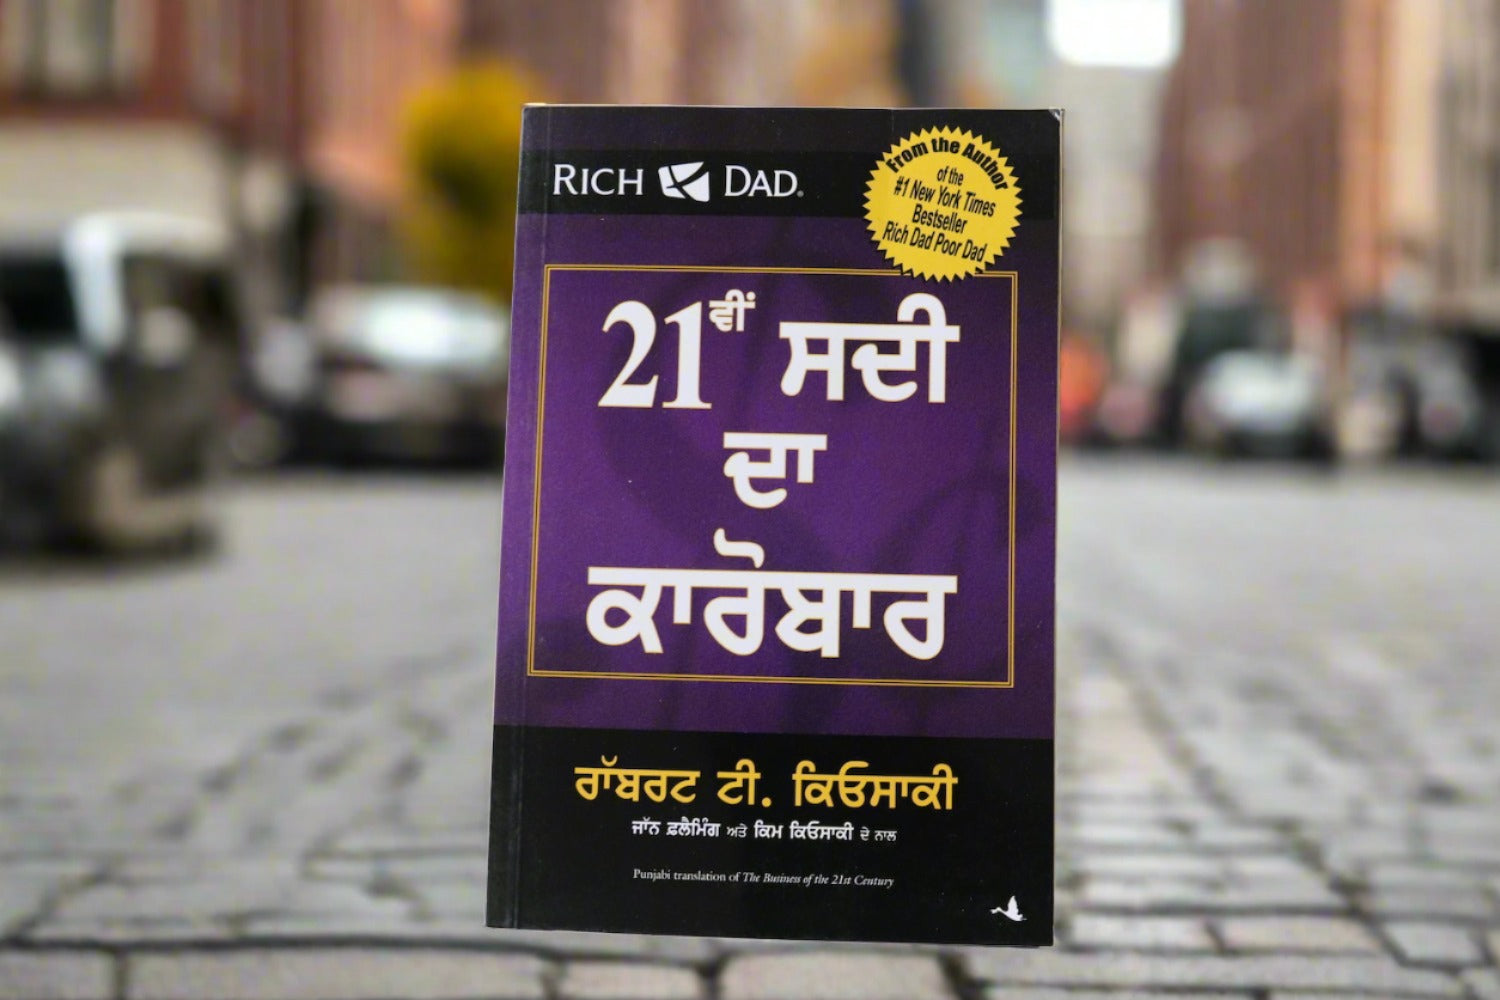 RICH DAD.
From the Author
of the
#1 New York Times
Bestseller
Rich Dad Poor Dad
21ਵੀਂ ਸਦੀ
ਦਾ
ਕਾਰੋਬਾਰ
ਰਾੱਬਰਟ ਟੀ. ਕਿਓਸਾਕੀ
ਜਾੱਨ ਫ਼ਲੈਮਿੰਗ ਅਤੇ ਕਿਮ ਕਿਓਸਾਕੀ ਦੇ ਨਾਲ
Punjabi translation of The Business of the 21st Century